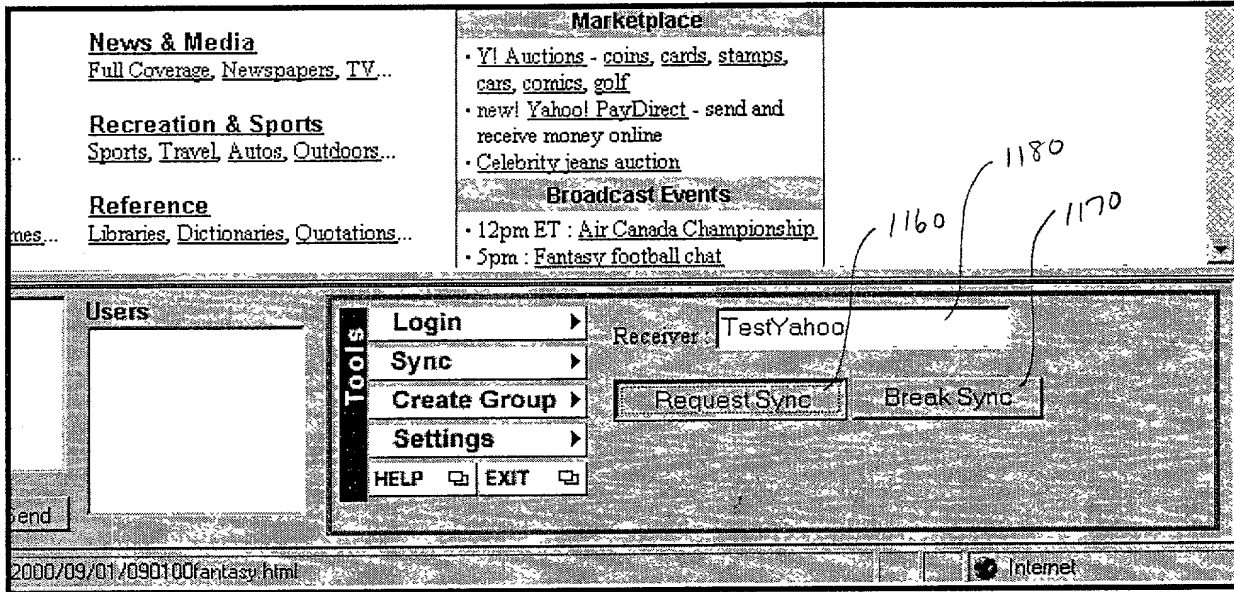 News & Media
Full Coverage, Newspapers, TV...
Recreation & Sports
Sports, Travel, Autos, Outdoors...
..
Reference
Libraries, Dictionaries, Quotations...
mes...
Marketplace
· Y! Auctions - coins, cards, stamps,
cars, comics, golf
· new! Yahoo! PayDirect - send and
receive money online
· Celebrity jeans auction
Broadcast Events
· 12pm ET : Air Canada Championship
· 5pm : Fantasy football chat
1180
1160
1170
Users
end
Tools
Login
Sync
Create Group
Settings
HELP EXIT
Receiver : TestYahoo
Request Sync Break Sync
2000/09/01/090100fantasy.html
Internet